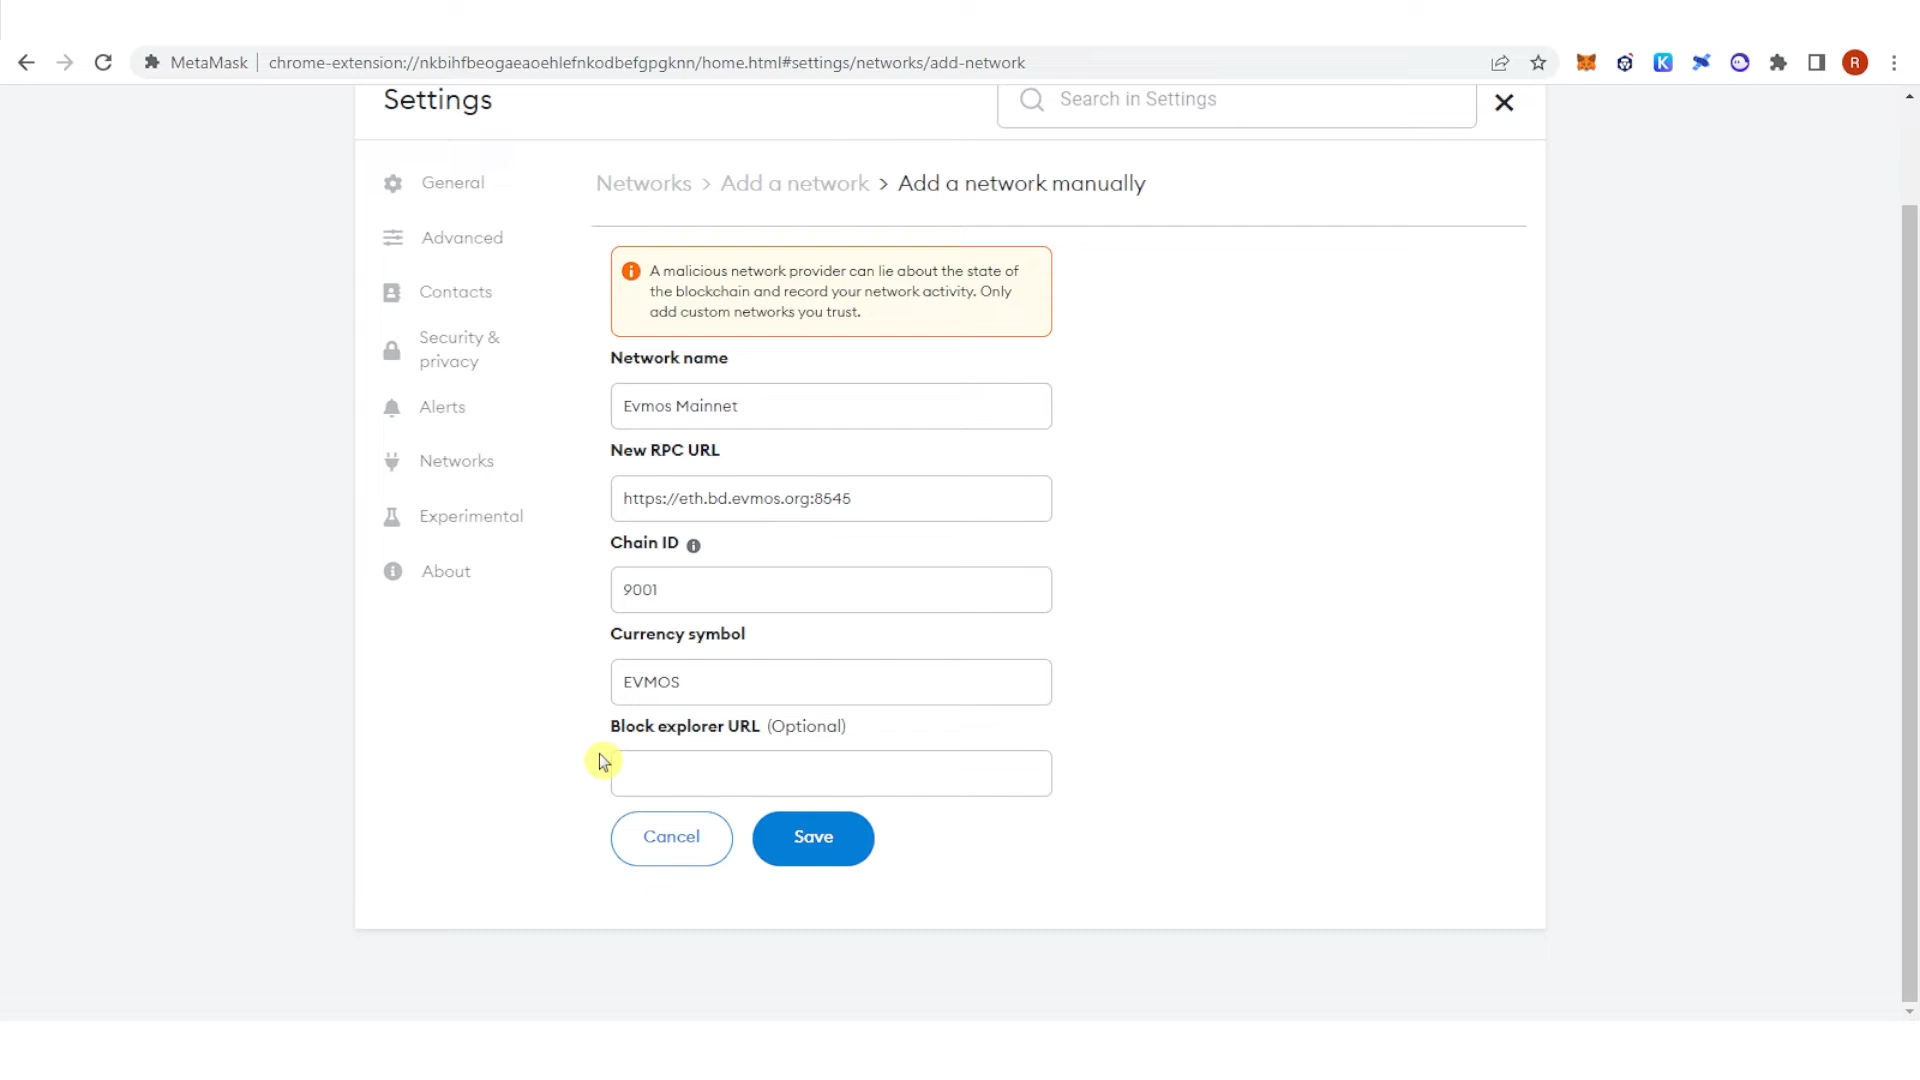 MetaMask
chrome-extension://nkbihfbeogaeaoehlefnkodbefgpgknn/home.html#settings/networks/add-network
K
R
Settings
Search in Settings
General
Advanced
Contacts
Security &
privacy
Alerts
Networks
Experimental
About
Networks > Add a network > Add a network manually
A malicious network provider can lie about the state of
the blockchain and record your network activity. Only
add custom networks you trust.
Network name
Evmos Mainnet
New RPC URL
https://eth.bd.evmos.org:8545
Chain ID
9001
Currency symbol
EVMOS
Block explorer URL (Optional)
Cancel
Save